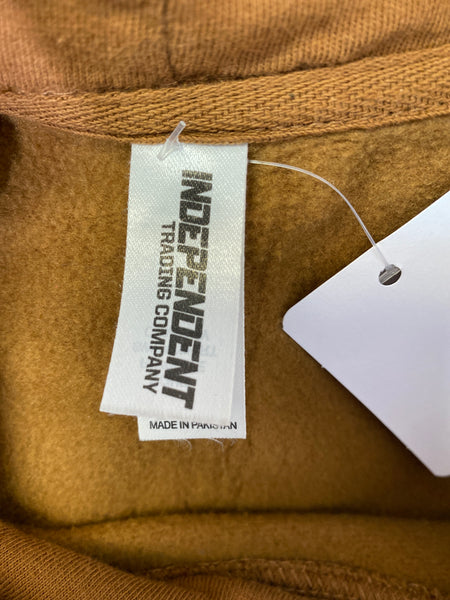 INDEPENDENT
TRADING COMPANY
MADE IN PAKISTAN